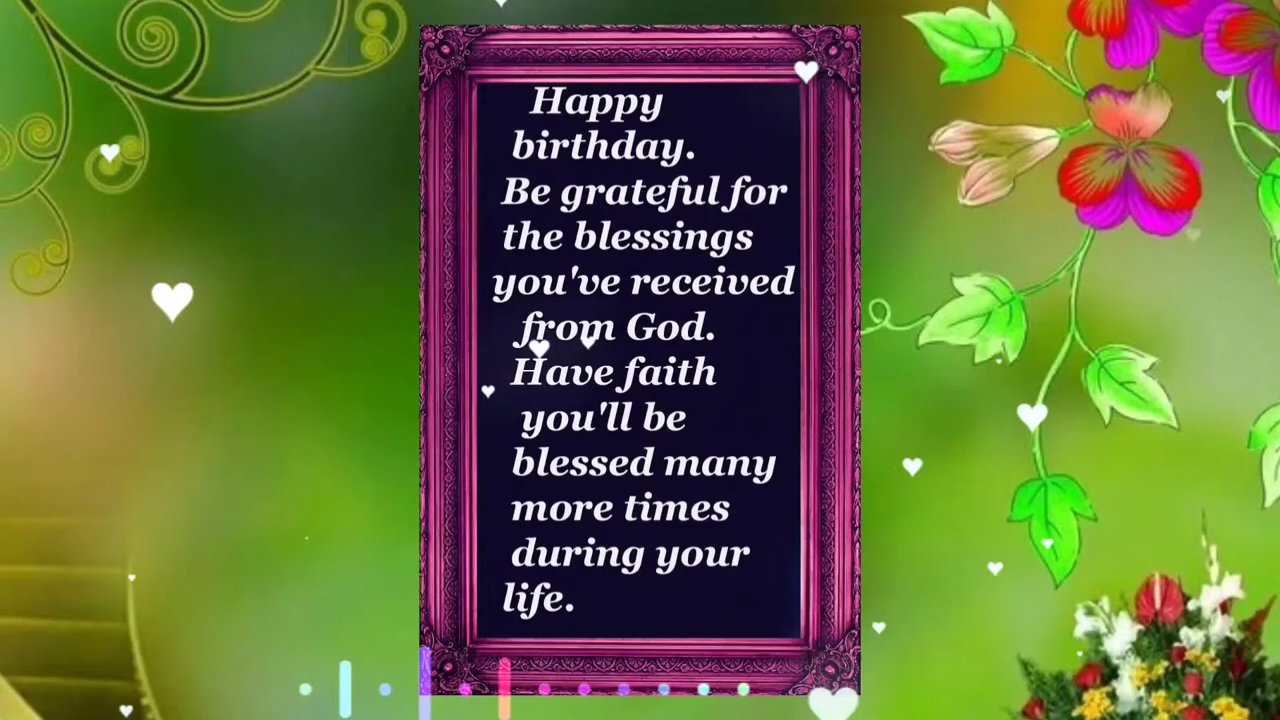 Happy
birthday.
Be grateful for
the blessings
you've received
from God.
Have faith
you'll be
blessed many
more times
during your
life.